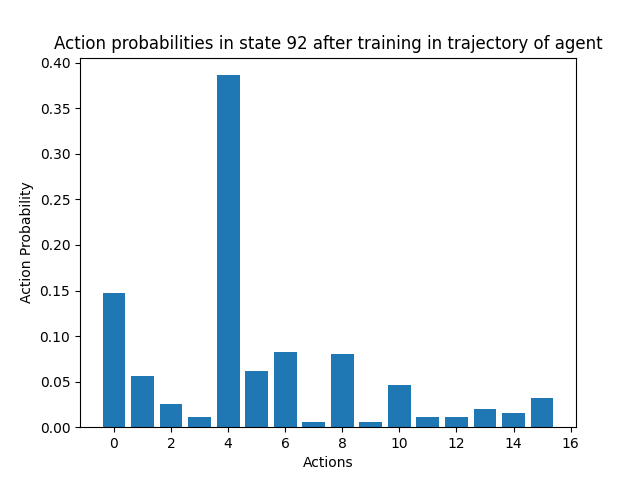 Action probabilities in state 92 after training in trajectory of agent
0.40
0.35
0.30
0.25
0.20
0.15
0.10
0.05
0.00
Action Probability
0 2 4 6 8 10 12 14 16
Actions